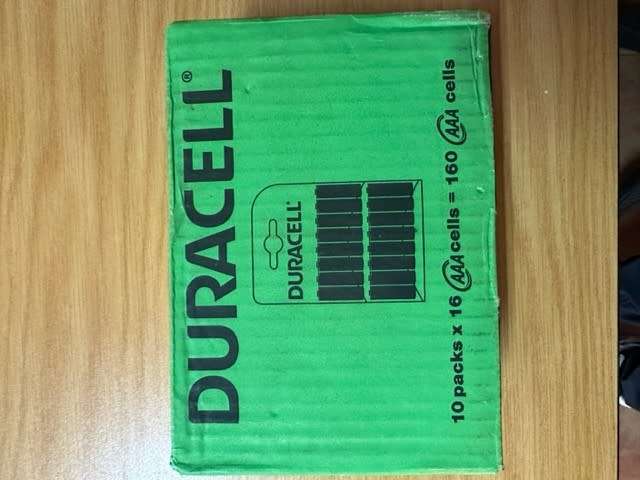 DURACELL®
DURACELL®
10 packs x 16 AAA cells = 160 AAA cells